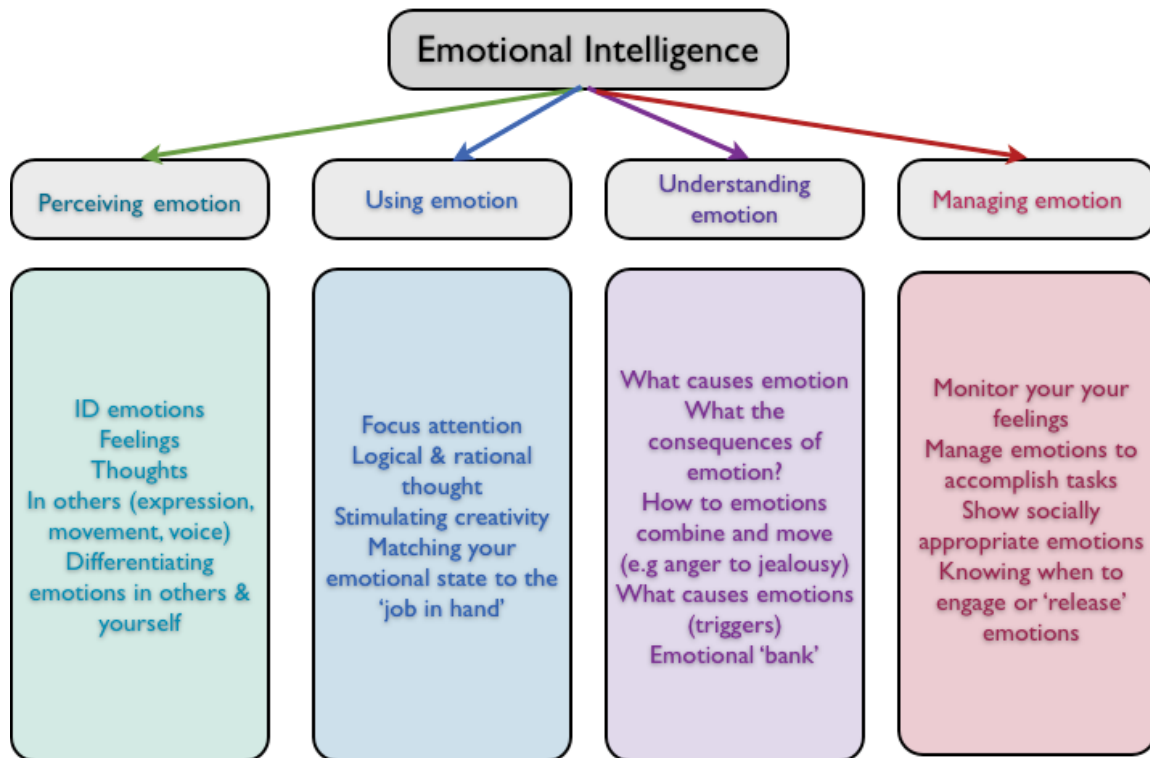 Emotional Intelligence
Perceiving emotion
Using emotion
Understanding
emotion
Managing emotion
ID emotions
Feelings
Thoughts
In others (expression,
movement, voice)
Differentiating
emotions in others &
yourself
Focus attention
Logical & rational
thought
Stimulating creativity
Matching your
emotional state to the
‘job in hand’
What causes emotion
What the
consequences of
emotion?
How to emotions
combine and move
(e.g anger to jealousy)
What causes emotions
(triggers)
Emotional ‘bank’
Monitor your your
feelings
Manage emotions to
accomplish tasks
Show socially
appropriate emotions
Knowing when to
engage or ‘release’
emotions